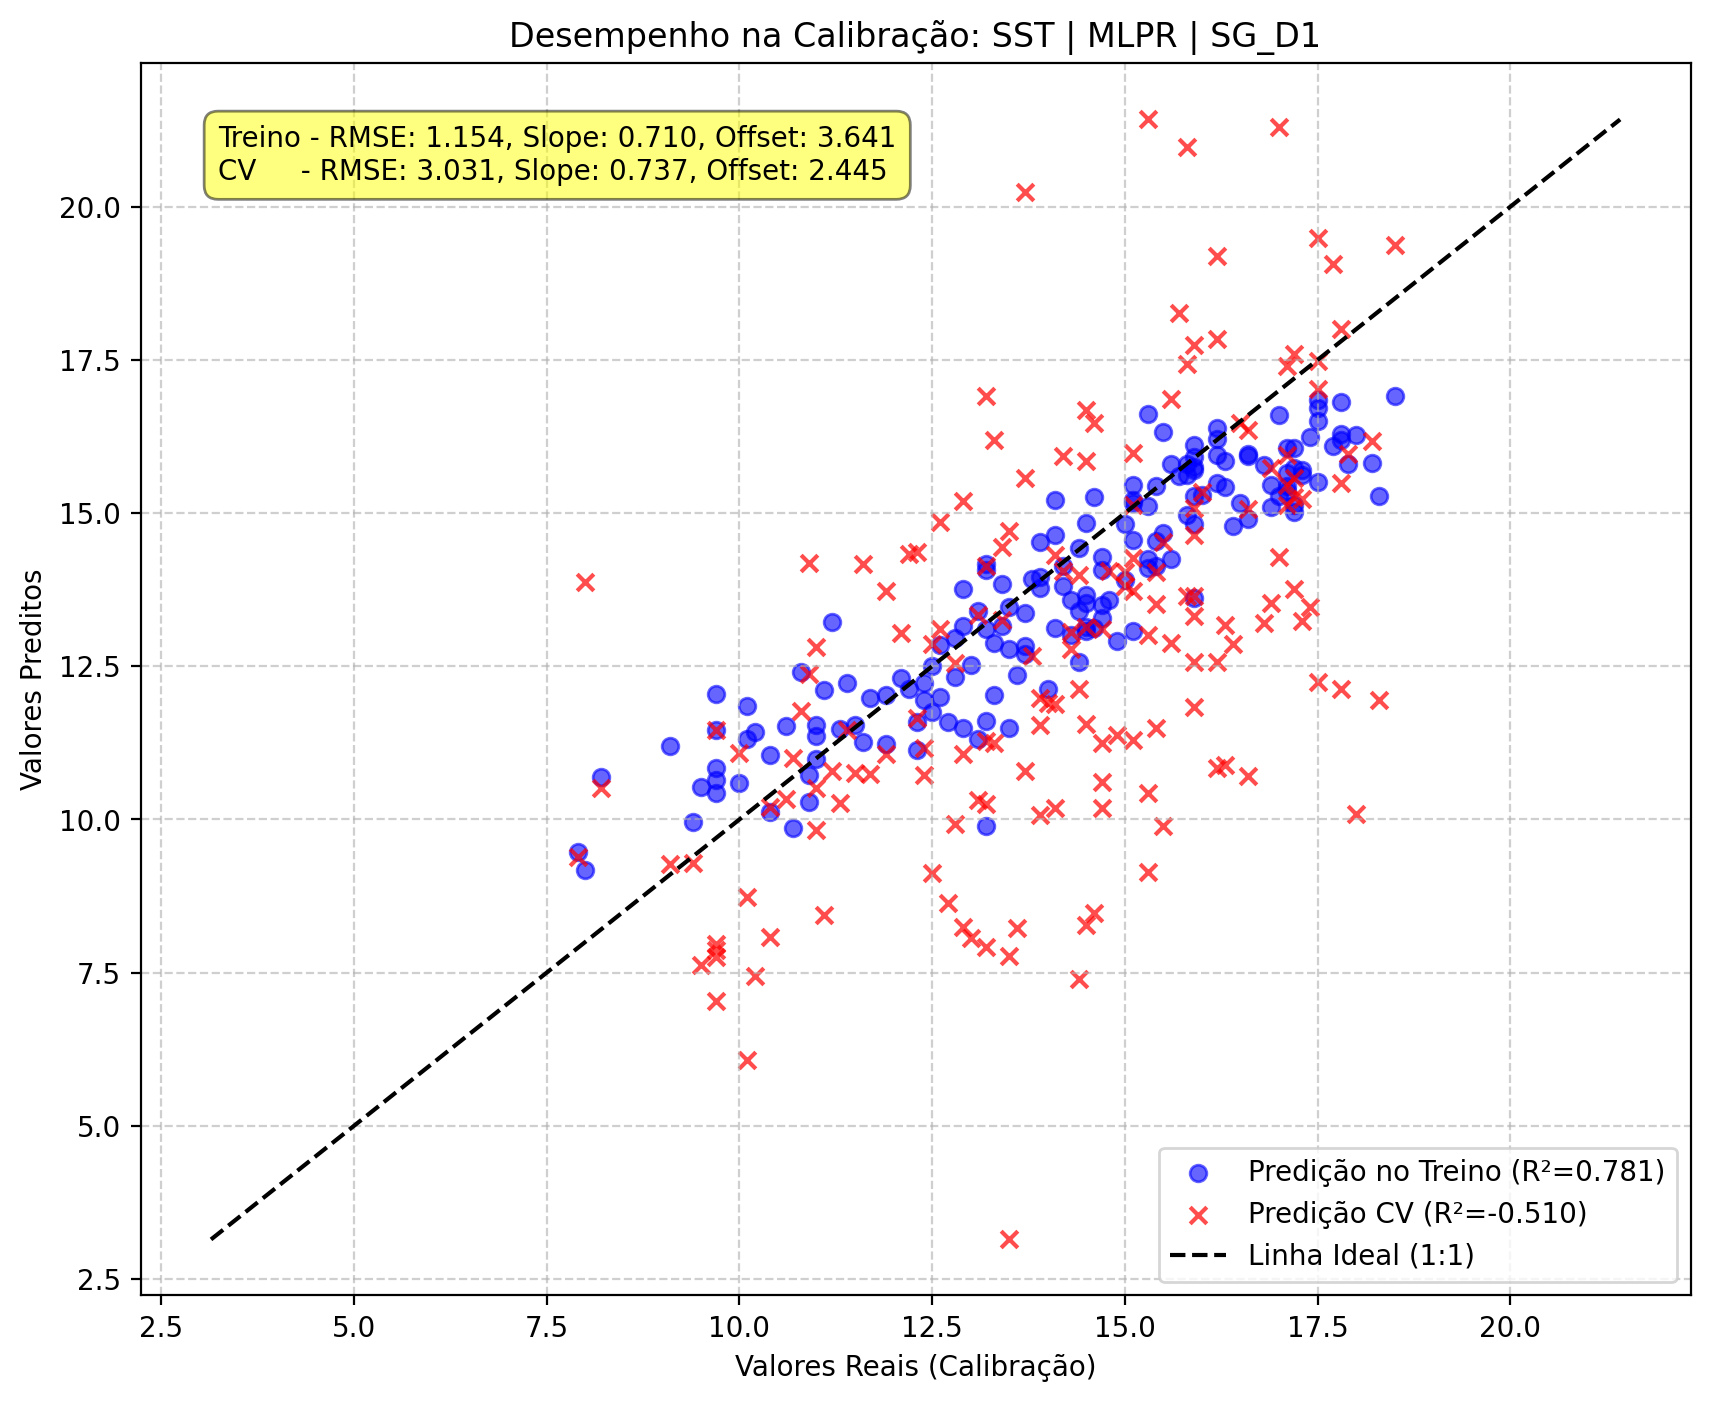 Desempenho na Calibração: SST | MLPR | SG_D1
Treino - RMSE: 1.154, Slope: 0.710, Offset: 3.641
CV - RMSE: 3.031, Slope: 0.737, Offset: 2.445
Valores Preditos
20.0
17.5
15.0
12.5
10.0
7.5
5.0
2.5
Predição no Treino (R²=0.781)
Predição CV (R²=-0.510)
Linha Ideal (1:1)
2.5 5.0 7.5 10.0 12.5 15.0 17.5 20.0
Valores Reais (Calibração)